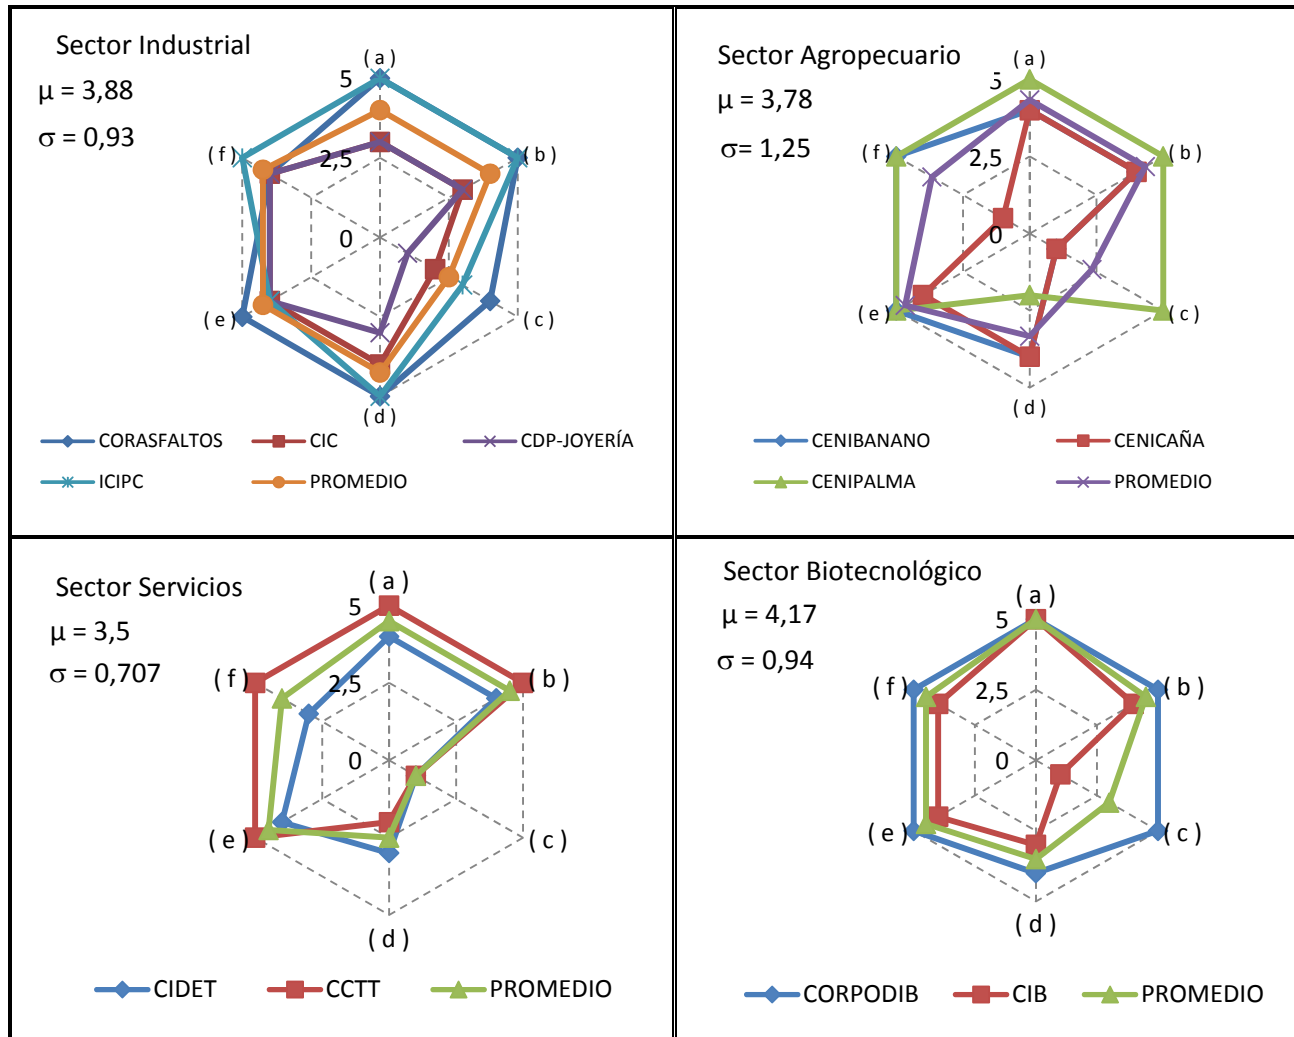 Sector Industrial
μ = 3,88
σ = 0,93
( a )
5
( b )
( f )
2,5
0
( c )
( e )
( d )
CORASFALTOS
CIC
CDP-JOYERÍA
ICIPC
PROMEDIO
Sector Agropecuario
μ = 3,78
σ= 1,25
( a )
5
( b )
( f )
2,5
0
( c )
( e )
( d )
CENIBANANO
CENICAÑA
CENIPALMA
PROMEDIO
Sector Servicios
μ = 3,5
σ = 0,707
( a )
5
( b )
( f )
2,5
0
( c )
( e )
( d )
CIDET
CCTT
PROMEDIO
Sector Biotecnológico
μ = 4,17
σ = 0,94
( a )
5
( b )
( f )
2,5
0
( c )
( e )
( d )
CORPODIB
CIB
PROMEDIO